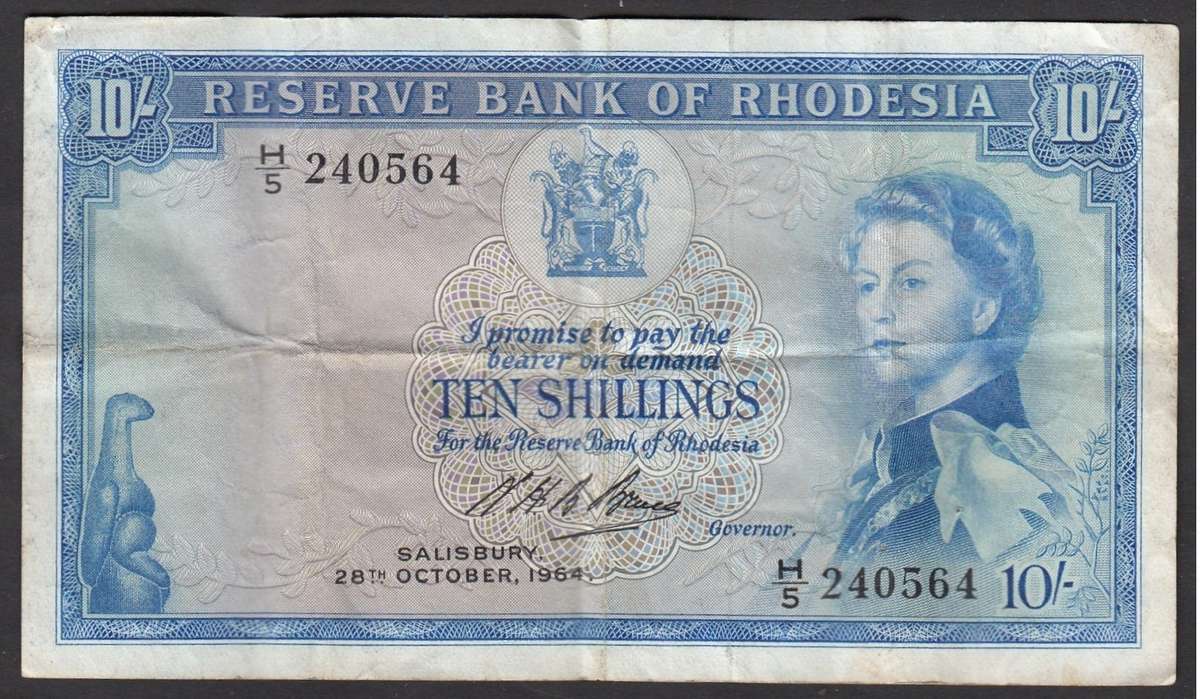 10/- RESERVE BANK OF RHODESIA 10/-
H/5 240564
I promise to pay the
bearer on demand
TEN SHILLINGS
For the Reserve Bank of Rhodesia
Governor.
SALISBURY.
28TH OCTOBER, 1964.
H/5 240564 10/-